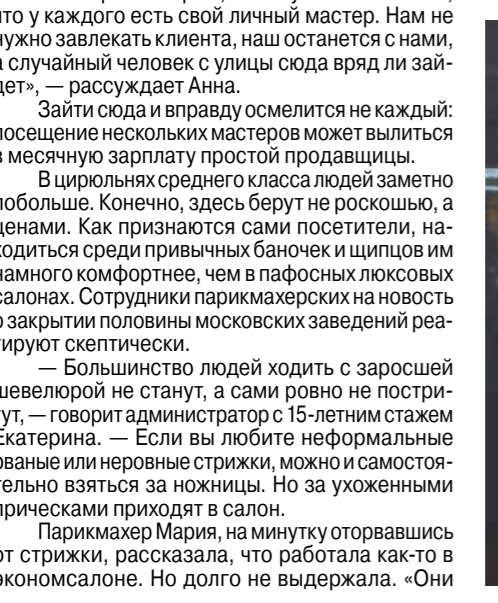 что у каждого есть свой личный мастер. Нам не
нужно завлекать клиента, наш останется с нами,
а случайный человек с улицы сюда вряд ли зай-
дет», — рассуждает Анна.
Зайти сюда и вправду осмелится не каждый:
посещение нескольких мастеров может вылиться
в месячную зарплату простой продавщицы.
В цирюльнях среднего класса людей заметно
побольше. Конечно, здесь берут не роскошью, а
ценами. Как признаются сами посетители, на-
ходиться среди привычных баночек и щипцов им
намного комфортнее, чем в пафосных люксовых
салонах. Сотрудники парикмахерских на новость
о закрытии половины московских заведений реа-
гируют скептически.
— Большинство людей ходить с заросшей
шевелюрой не станут, а сами ровно не постри-
гут, — говорит администратор с 15-летним стажем
Екатерина. — Если вы любите неформальные
рваные или неровные стрижки, можно и самостоя-
тельно взяться за ножницы. Но за ухоженными
прическами приходят в салон.
Парикмахер Мария, на минутку оторвавшись
от стрижки, рассказала, что работала как-то в
экономсалоне. Но долго не выдержала. «Они